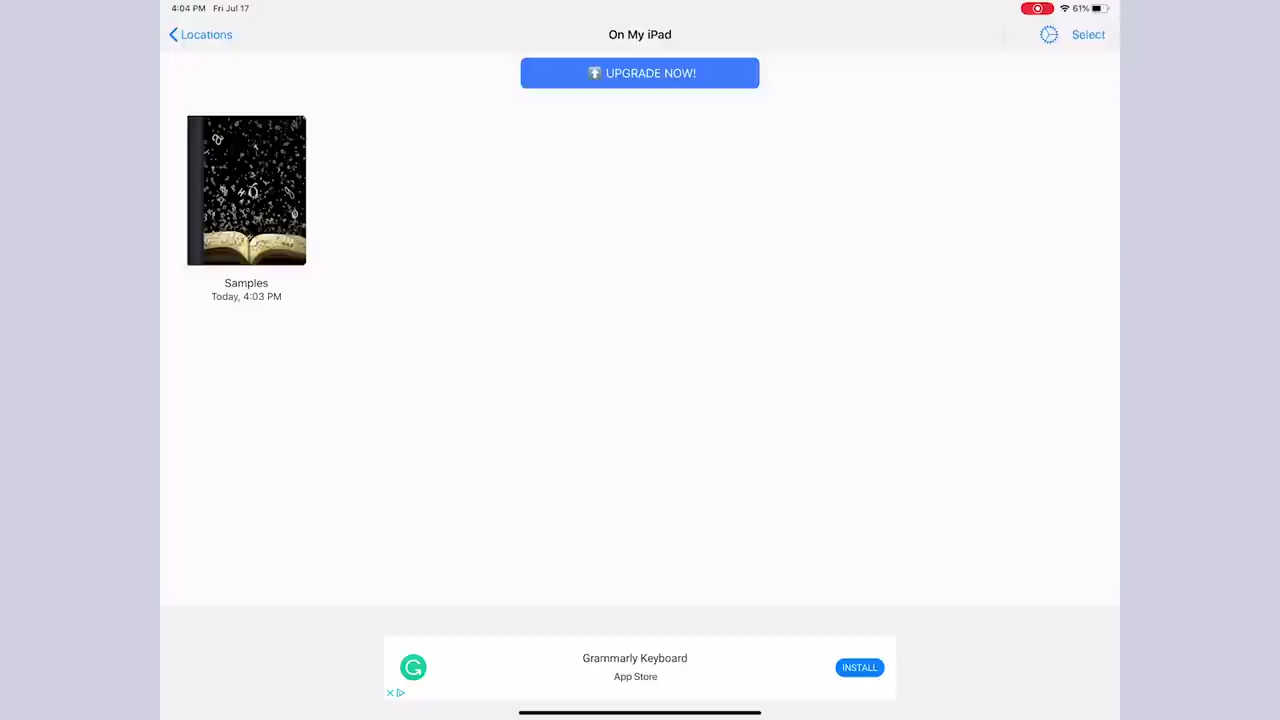 4:04 PM Fri Jul 17
61%
Locations
On My iPad
Select
UPGRADE NOW!
Samples
Today, 4:03 PM
Grammarly Keyboard
App Store
INSTALL